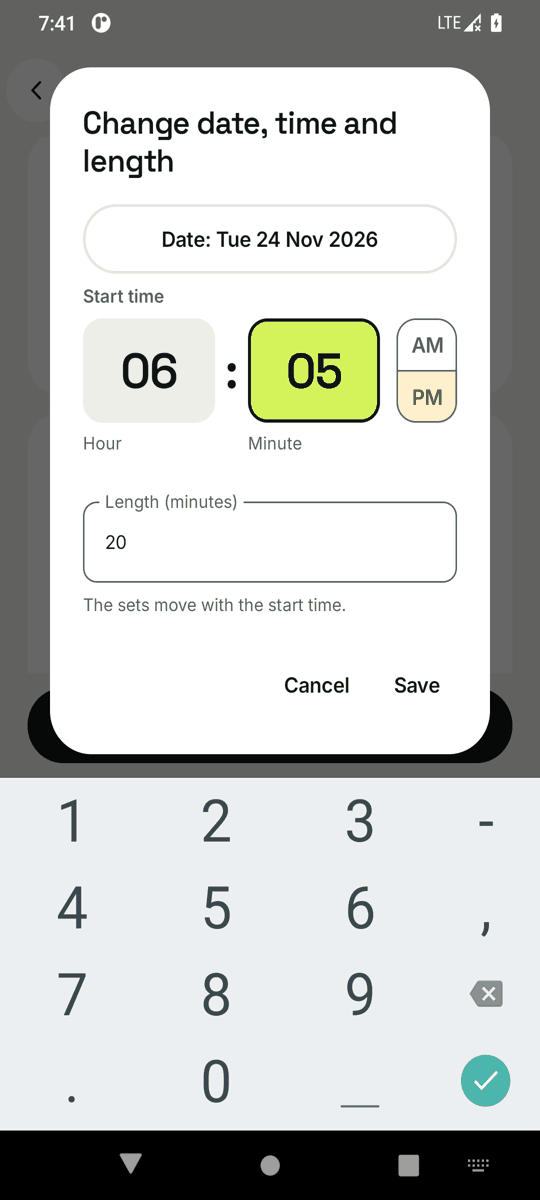 7:41
LTE
Change date, time and
length
Date: Tue 24 Nov 2026
Start time
06 : 05
AM
PM
Hour
Minute
Length (minutes)
20
The sets move with the start time.
Cancel
Save
1 2 3 -
4 5 6 ,
7 8 9
. 0 _